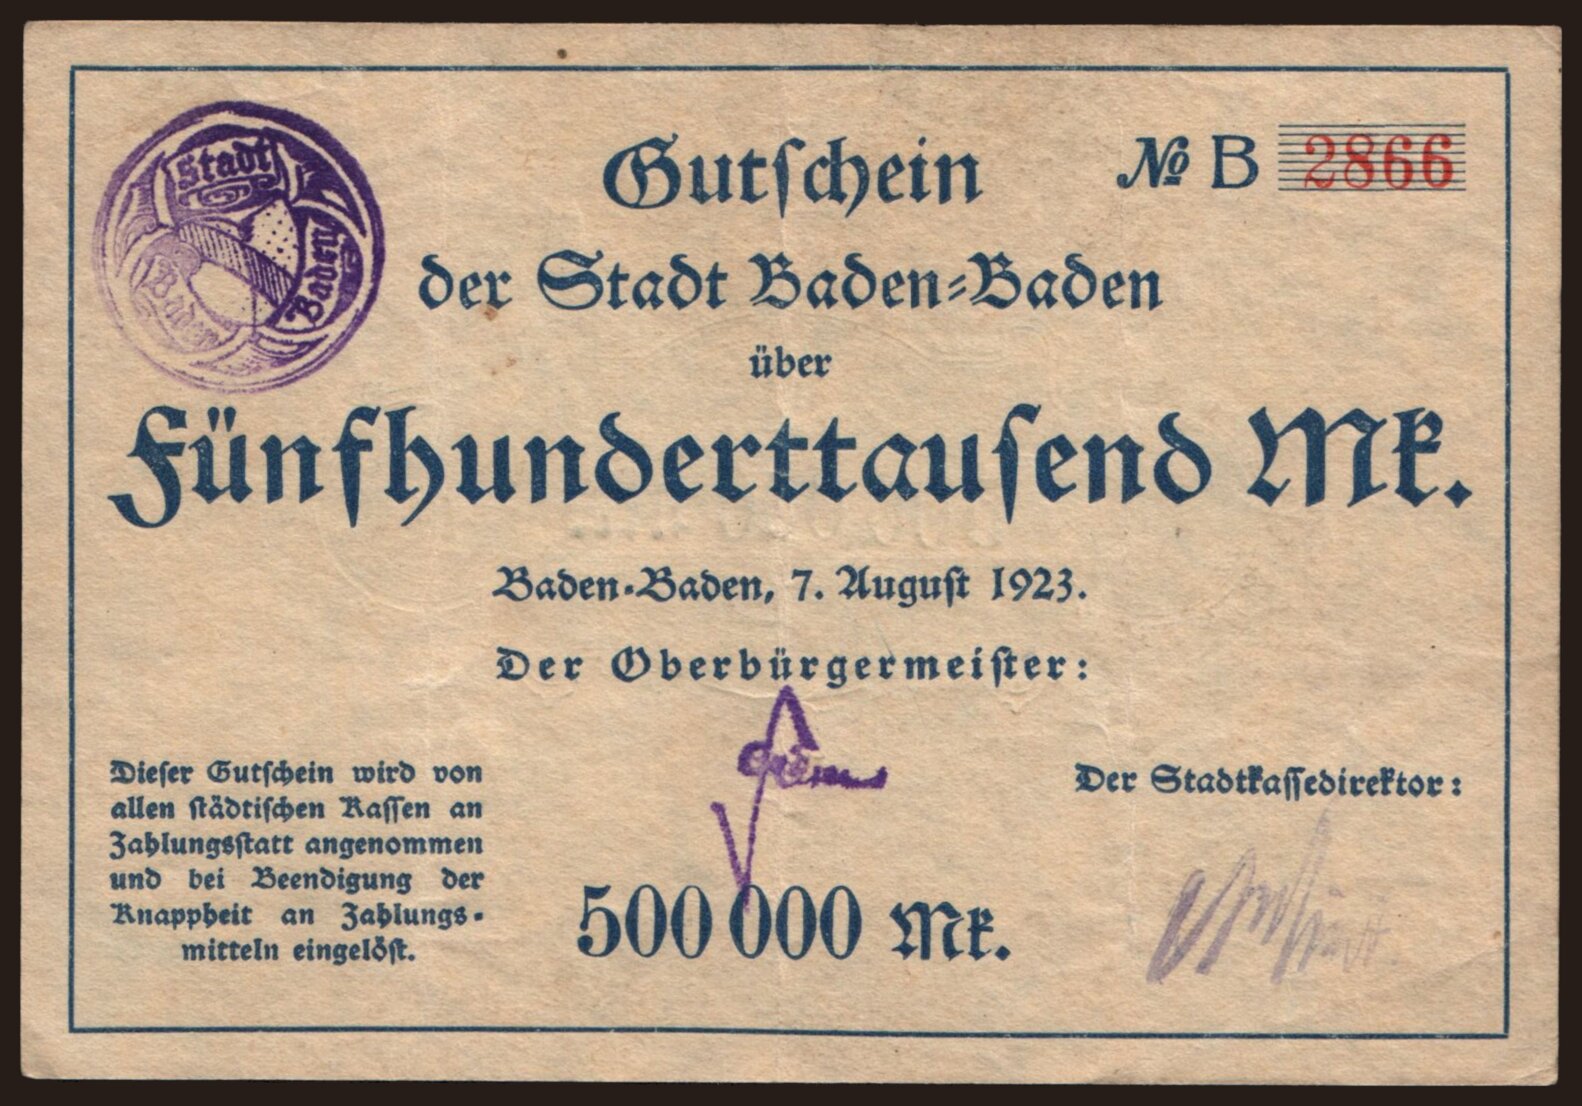 Stadt
Baden
Baden
Gutschein
№ B 2866
der Stadt Baden-Baden
über
Fünfhunderttausend Mk.
Baden-Baden, 7. August 1923.
Der Oberbürgermeister:
Dieser Gutschein wird von
allen städtischen Kassen an
Zahlungsstatt angenommen
und bei Beendigung der
Knappheit an Zahlungs-
mitteln eingelöst.
500 000 Mk.
Der Stadtkassedirektor: